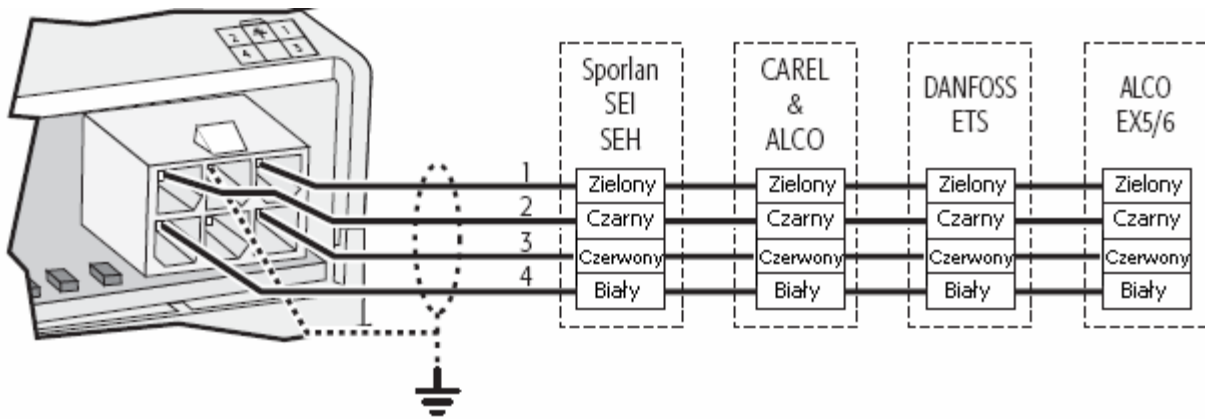 2 1
4 3
Sporlan
SEI
SEH
CAREL
&
ALCO
DANFOSS
ETS
ALCO
EX5/6
1 Zielony Zielony Zielony Zielony
2 Czarny Czarny Czarny Czarny
3 Czerwony Czerwony Czerwony Czerwony
4 Biały Biały Biały Biały